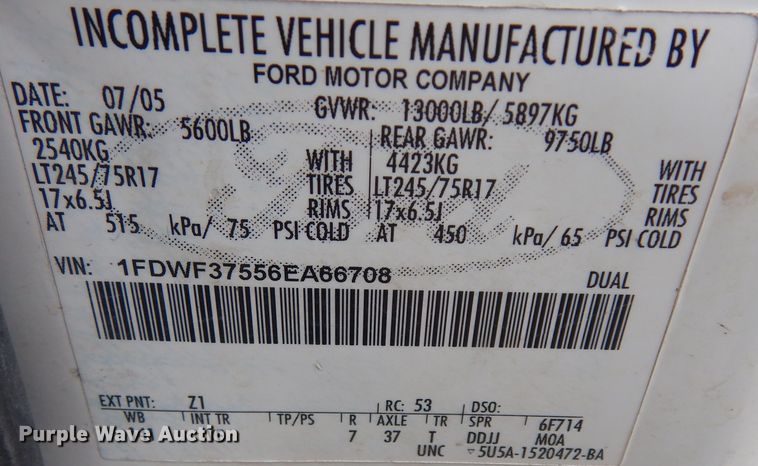 INCOMPLETE VEHICLE MANUFACTURED BY
FORD MOTOR COMPANY
DATE: 07/05 GVWR: 13000LB/ 5897KG
FRONT GAWR: 5600LB REAR GAWR: 9750LB
2540KG WITH 4423KG WITH
LT245/75R17 TIRES LT245/75R17 TIRES
17x6.5J RIMS 17x6.5J RIMS
AT 515 kPa/ 75 PSI COLD AT 450 kPa/ 65 PSI COLD
VIN: 1FDWF37556EA66708 DUAL
EXT PNT: Z1 RC: 53 DSO:
WB INT TR TP/PS R AXLE TR SPR 6F714
7 37 T DDJJ MOA
UNC 5U5A-1520472-BA
Ford
Purple Wave Auction